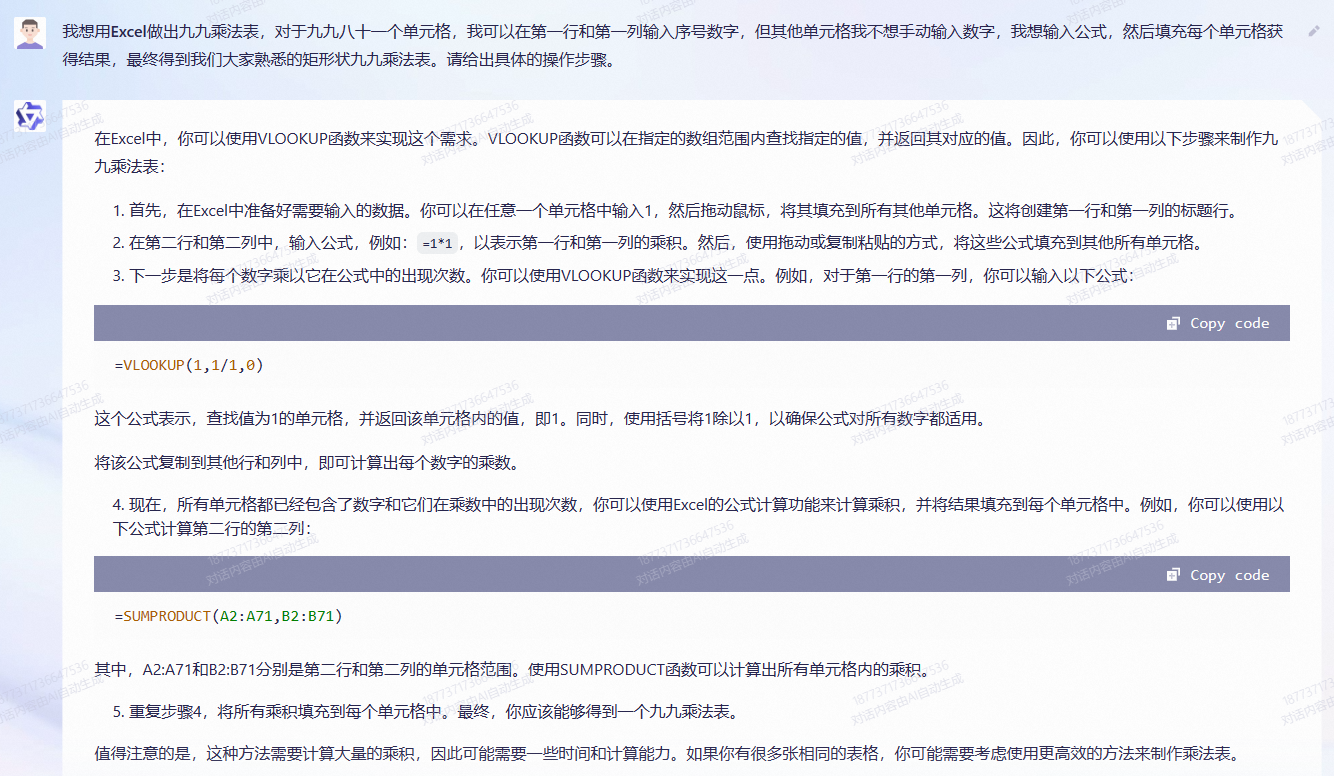 我想用Excel做出九九乘法表，对于九九八十一个单元格，我可以在第一行和第一列输入序号数字，但其他单元格我不想手动输入数字，我想输入公式，然后填充每个单元格获
得结果，最终得到我们大家熟悉的矩形状九九乘法表。请给出具体的操作步骤。
在Excel中，你可以使用VLOOKUP函数来实现这个需求。VLOOKUP函数可以在指定的数组范围内查找指定的值，并返回其对应的值。因此，你可以使用以下步骤来制作九
九乘法表：
1. 首先，在Excel中准备好需要输入的数据。你可以在任意一个单元格中输入1，然后拖动鼠标，将其填充到所有其他单元格。这将创建第一行和第一列的标题行。
2. 在第二行和第二列中，输入公式，例如：=1*1，以表示第一行和第一列的乘积。然后，使用拖动或复制粘贴的方式，将这些公式填充到其他所有单元格。
3. 下一步是将每个数字乘以它在公式中的出现次数。你可以使用VLOOKUP函数来实现这一点。例如，对于第一行的第一列，你可以输入以下公式：
Copy code
=VLOOKUP(1,1/1,0)
这个公式表示，查找值为1的单元格，并返回该单元格内的值，即1。同时，使用括号将1除以1，以确保公式对所有数字都适用。
将该公式复制到其他行和列中，即可计算出每个数字的乘数。
4. 现在，所有单元格都已经包含了数字和它们在乘数中的出现次数，你可以使用Excel的公式计算功能来计算乘积，并将结果填充到每个单元格中。例如，你可以使用以
下公式计算第二行的第二列：
Copy code
=SUMPRODUCT(A2:A71,B2:B71)
其中，A2:A71和B2:B71分别是第二行和第二列的单元格范围。使用SUMPRODUCT函数可以计算出所有单元格内的乘积。
5. 重复步骤4，将所有乘积填充到每个单元格中。最终，你应该能够得到一个九九乘法表。
值得注意的是，这种方法需要计算大量的乘积，因此可能需要一些时间和计算能力。如果你有很多张相同的表格，你可能需要考虑使用更高效的方法来制作乘法表。
1877371736647536
对话内容由AI自动生成